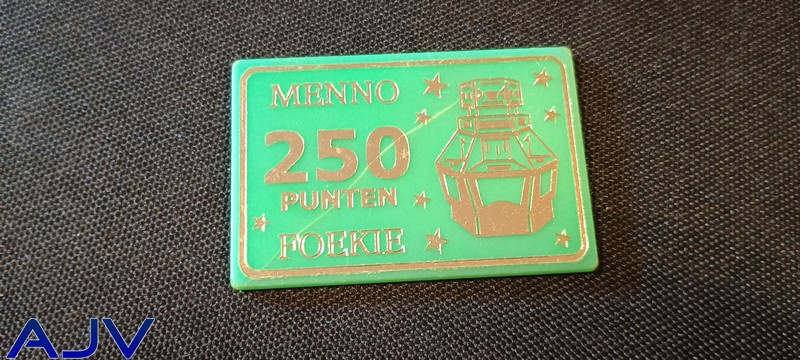 MENNO
250
PUNTEN
FOEKIE
AJV